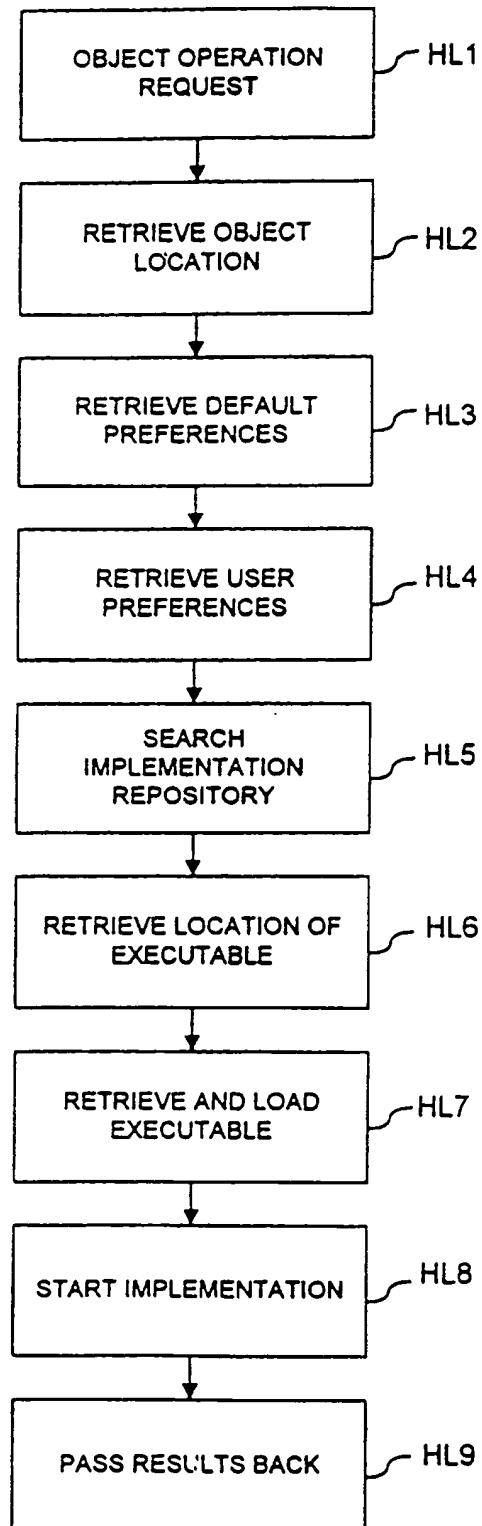 OBJECT OPERATION
REQUEST
HL1
RETRIEVE OBJECT
LOCATION
HL2
RETRIEVE DEFAULT
PREFERENCES
HL3
RETRIEVE USER
PREFERENCES
HL4
SEARCH
IMPLEMENTATION
REPOSITORY
HL5
RETRIEVE LOCATION OF
EXECUTABLE
HL6
RETRIEVE AND LOAD
EXECUTABLE
HL7
START IMPLEMENTATION
HL8
PASS RESULTS BACK
HL9